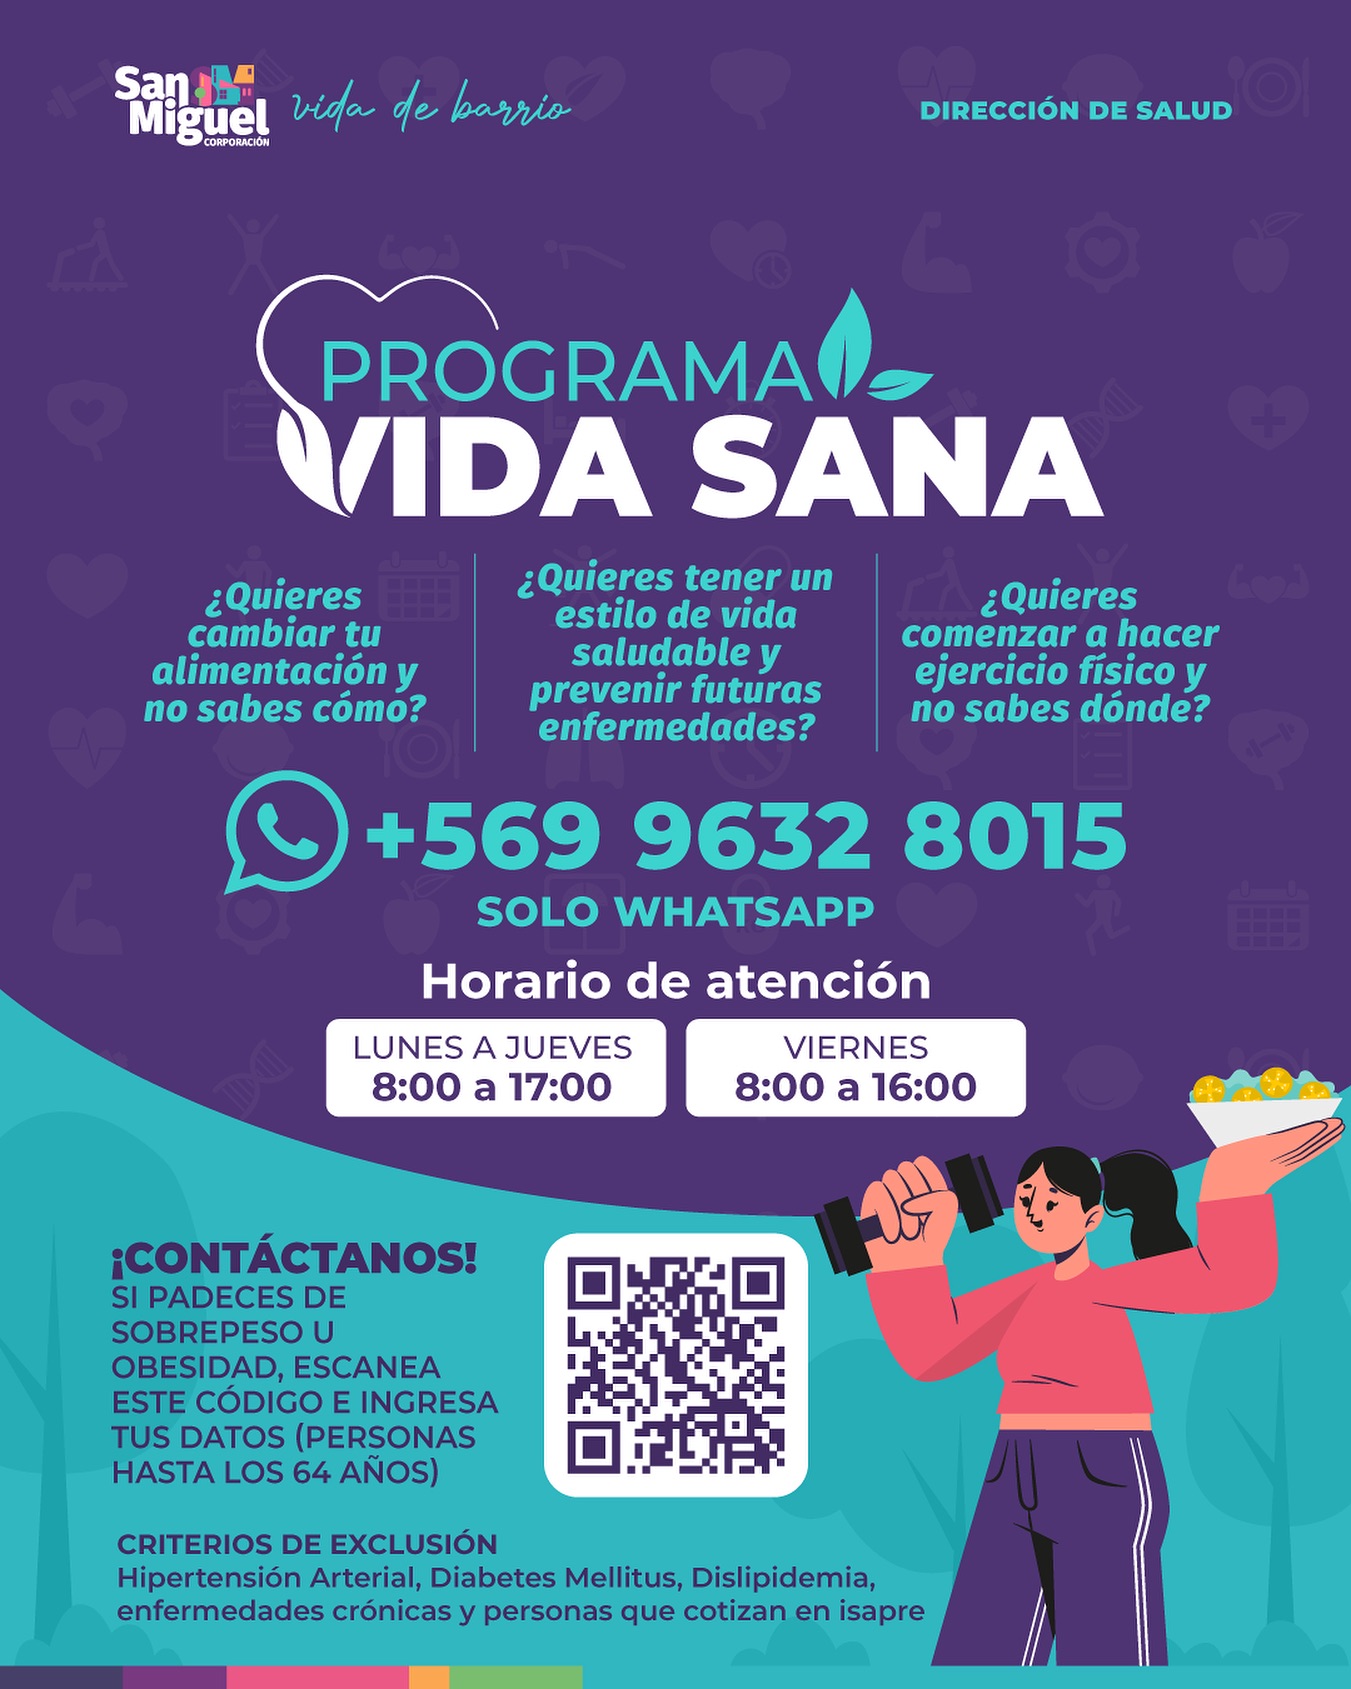 San
Miguel
CORPORACIÓN
vida de barrio
DIRECCIÓN DE SALUD
PROGRAMA
VIDA SANA
¿Quieres
cambiar tu
alimentación y
no sabes cómo?
¿Quieres tener un
estilo de vida
saludable y
prevenir futuras
enfermedades?
¿Quieres
comenzar a hacer
ejercicio físico y
no sabes dónde?
+569 9632 8015
SOLO WHATSAPP
Horario de atención
LUNES A JUEVES
8:00 a 17:00
VIERNES
8:00 a 16:00
¡CONTÁCTANOS!
SI PADECES DE
SOBREPESO U
OBESIDAD, ESCANEA
ESTE CÓDIGO E INGRESA
TUS DATOS (PERSONAS
HASTA LOS 64 AÑOS)
CRITERIOS DE EXCLUSIÓN
Hipertensión Arterial, Diabetes Mellitus, Dislipidemia,
enfermedades crónicas y personas que cotizan en isapre